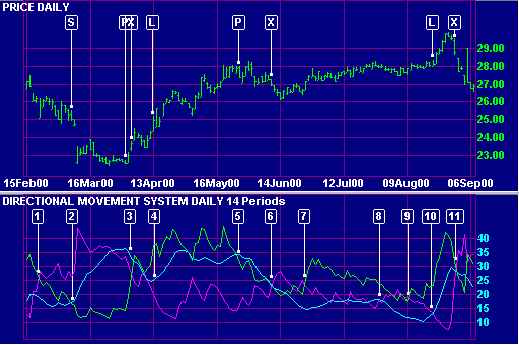 PRICE DAILY
S PX L P X L X
29.00
28.00
27.00
26.00
25.00
24.00
23.00
15Feb00 16Mar00 13Apr00 16May00 14Jun00 12Jul00 09Aug00 06Sep00
DIRECTIONAL MOVEMENT SYSTEM DAILY 14 Periods
1 2 3 4 5 6 7 8 9 10 11
40
35
30
25
20
15
10